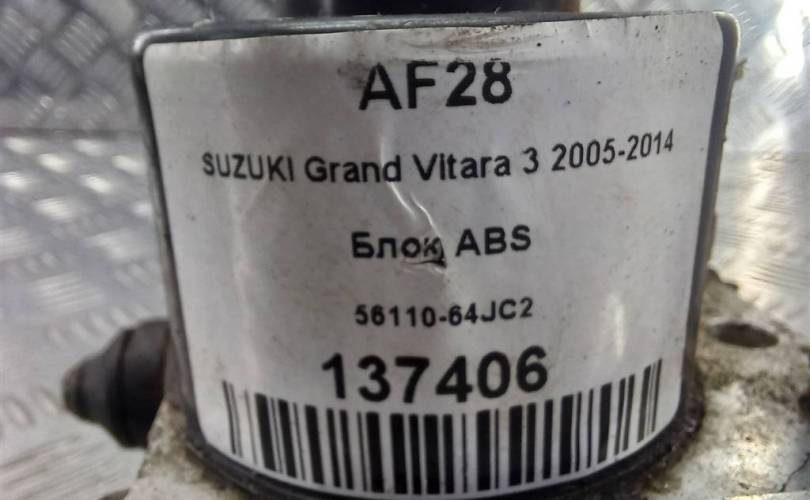 AF28
SUZUKI Grand Vitara 3 2005-2014
Блок ABS
56110-64JC2
137406